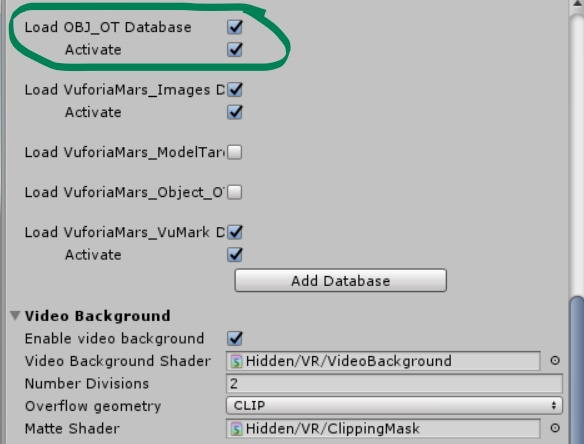 Load OBJ_OT Database
Activate
Load VuforiaMars_Images D
Activate
Load VuforiaMars_ModelTar
Load VuforiaMars_Object_O
Load VuforiaMars_VuMark D
Activate
Add Database
Video Background
Enable video background
Video Background Shader Hidden/VR/VideoBackground
Number Divisions 2
Overflow geometry CLIP
Matte Shader Hidden/VR/ClippingMask